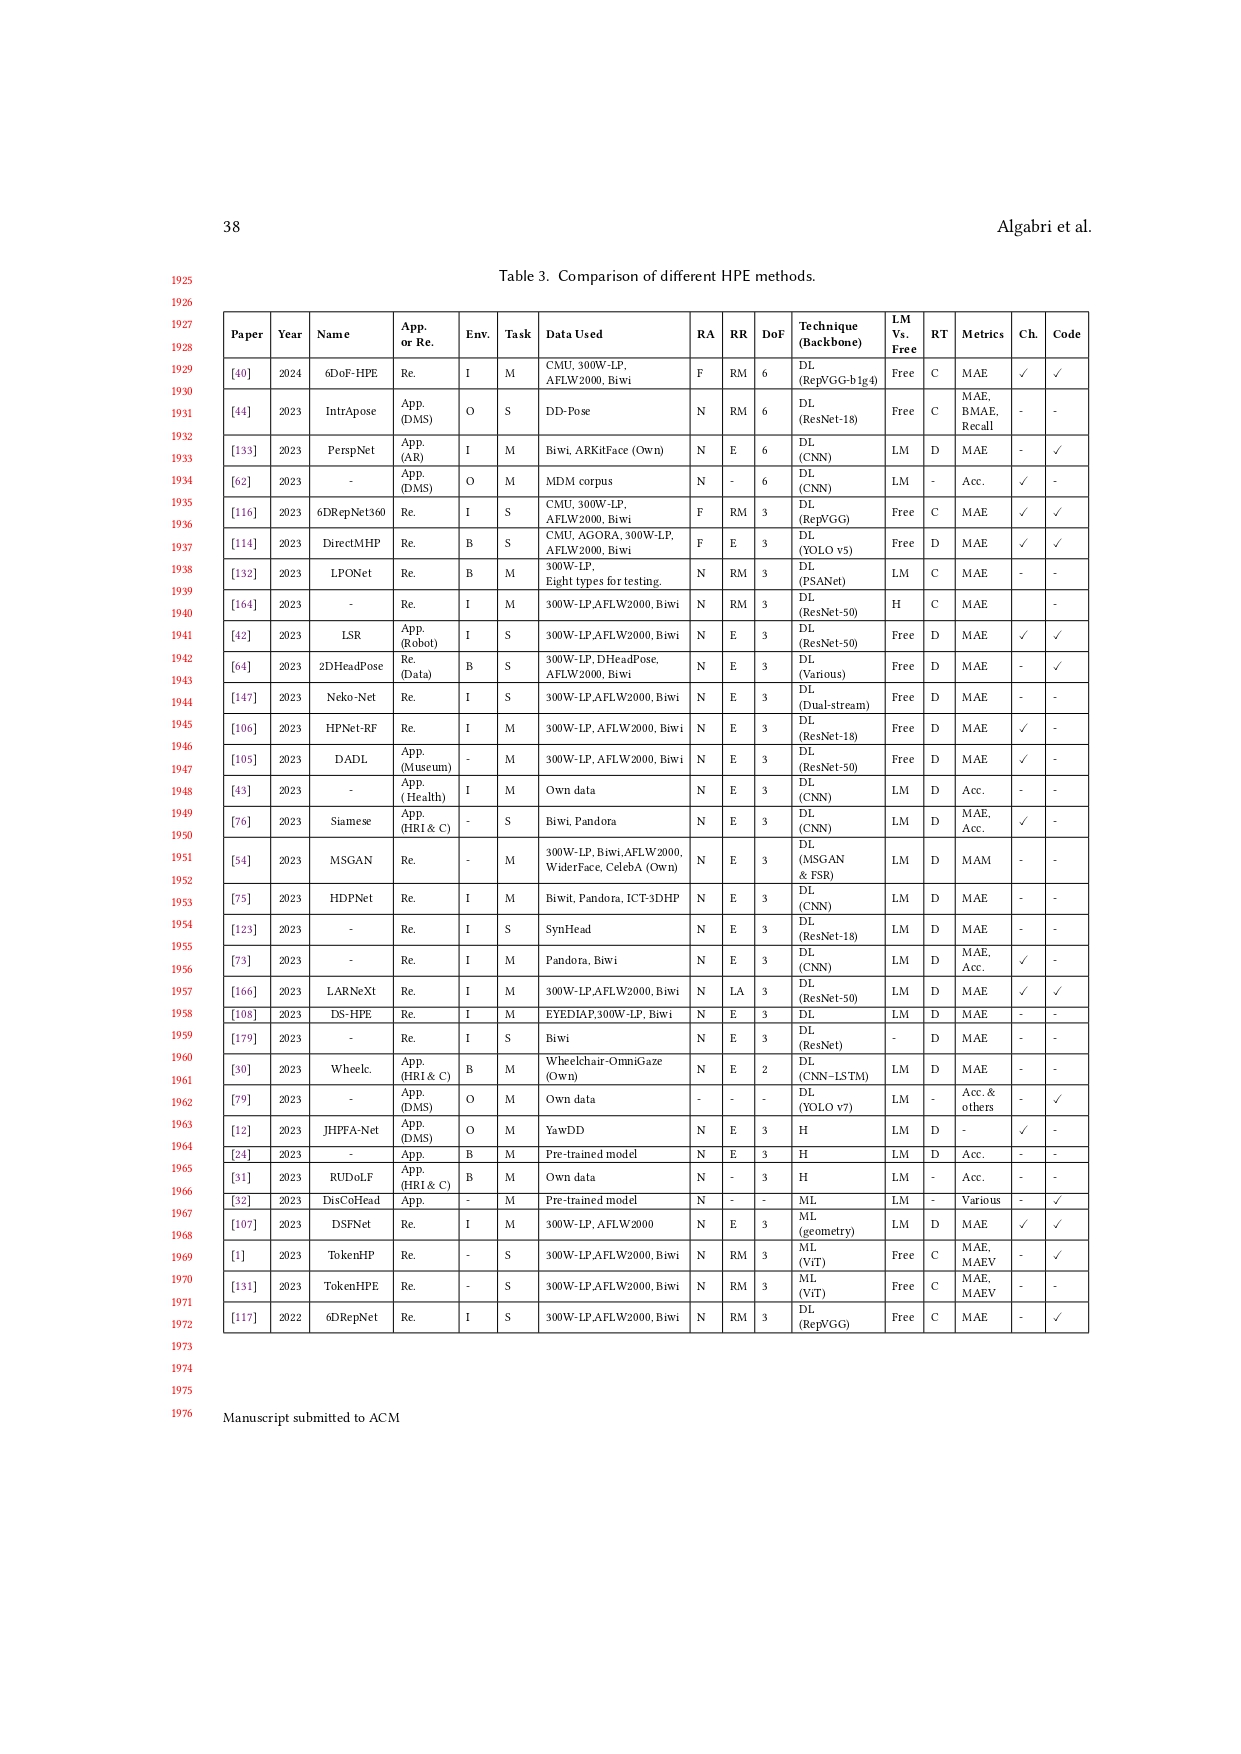 38 Algabri et al.
Table 3. Comparison of different HPE methods.
1925
1926
1927
1928
1929
1930
1931
1932
1933
1934
1935
1936
1937
1938
1939
1940
1941
1942
1943
1944
1945
1946
1947
1948
1949
1950
1951
1952
1953
1954
1955
1956
1957
1958
1959
1960
1961
1962
1963
1964
1965
1966
1967
1968
1969
1970
1971
1972
1973
1974
1975
1976
Paper Year Name App. or Re. Env. Task Data Used RA RR DoF Technique (Backbone) LM Vs. Free RT Metrics Ch. Code
[40] 2024 6DoF-HPE Re. I M CMU, 300W-LP, AFLW2000, Biwi F RM 6 DL (RepVGG-b1g4) Free C MAE ✓ ✓
[44] 2023 IntrApose App. (DMS) O S DD-Pose N RM 6 DL (ResNet-18) Free C MAE, BMAE, Recall - -
[133] 2023 PerspNet App. (AR) I M Biwi, ARKitFace (Own) N E 6 DL (CNN) LM D MAE - ✓
[62] 2023 - App. (DMS) O M MDM corpus N - 6 DL (CNN) LM - Acc. ✓ -
[116] 2023 6DRepNet360 Re. I S CMU, 300W-LP, AFLW2000, Biwi F RM 3 DL (RepVGG) Free C MAE ✓ ✓
[114] 2023 DirectMHP Re. B S CMU, AGORA, 300W-LP, AFLW2000, Biwi F E 3 DL (YOLO v5) Free D MAE ✓ ✓
[132] 2023 LPONet Re. B M 300W-LP, Eight types for testing. N RM 3 DL (PSANet) LM C MAE - -
[164] 2023 - Re. I M 300W-LP,AFLW2000, Biwi N RM 3 DL (ResNet-50) H C MAE -
[42] 2023 LSR App. (Robot) I S 300W-LP,AFLW2000, Biwi N E 3 DL (ResNet-50) Free D MAE ✓ ✓
[64] 2023 2DHeadPose Re. (Data) B S 300W-LP, DHeadPose, AFLW2000, Biwi N E 3 DL (Various) Free D MAE - ✓
[147] 2023 Neko-Net Re. I S 300W-LP,AFLW2000, Biwi N E 3 DL (Dual-stream) Free D MAE - -
[106] 2023 HPNet-RF Re. I M 300W-LP, AFLW2000, Biwi N E 3 DL (ResNet-18) Free D MAE ✓ -
[105] 2023 DADL App. (Museum) - M 300W-LP, AFLW2000, Biwi N E 3 DL (ResNet-50) Free D MAE ✓ -
[43] 2023 - App. ( Health) I M Own data N E 3 DL (CNN) LM D Acc. - -
[76] 2023 Siamese App. (HRI & C) - S Biwi, Pandora N E 3 DL (CNN) LM D MAE, Acc. ✓ -
[54] 2023 MSGAN Re. - M 300W-LP, Biwi,AFLW2000, WiderFace, CelebA (Own) N E 3 DL (MSGAN & FSR) LM D MAM - -
[75] 2023 HDPNet Re. I M Biwit, Pandora, ICT-3DHP N E 3 DL (CNN) LM D MAE - -
[123] 2023 - Re. I S SynHead N E 3 DL (ResNet-18) LM D MAE - -
[73] 2023 - Re. I M Pandora, Biwi N E 3 DL (CNN) LM D MAE, Acc. ✓ -
[166] 2023 LARNeXt Re. I M 300W-LP,AFLW2000, Biwi N LA 3 DL (ResNet-50) LM D MAE ✓ ✓
[108] 2023 DS-HPE Re. I M EYEDIAP,300W-LP, Biwi N E 3 DL LM D MAE - -
[179] 2023 - Re. I S Biwi N E 3 DL (ResNet) - D MAE - -
[30] 2023 Wheelc. App. (HRI & C) B M Wheelchair-OmniGaze (Own) N E 2 DL (CNN–LSTM) LM D MAE - -
[79] 2023 - App. (DMS) O M Own data - - - DL (YOLO v7) LM - Acc. & others - ✓
[12] 2023 JHPFA-Net App. (DMS) O M YawDD N E 3 H LM D - ✓ -
[24] 2023 - App. B M Pre-trained model N E 3 H LM D Acc. - -
[31] 2023 RUDoLF App. (HRI & C) B M Own data N - 3 H LM - Acc. - -
[32] 2023 DisCoHead App. - M Pre-trained model N - - ML LM - Various - ✓
[107] 2023 DSFNet Re. I M 300W-LP, AFLW2000 N E 3 ML (geometry) LM D MAE ✓ ✓
[1] 2023 TokenHP Re. - S 300W-LP,AFLW2000, Biwi N RM 3 ML (ViT) Free C MAE, MAEV - ✓
[131] 2023 TokenHPE Re. - S 300W-LP,AFLW2000, Biwi N RM 3 ML (ViT) Free C MAE, MAEV - -
[117] 2022 6DRepNet Re. I S 300W-LP,AFLW2000, Biwi N RM 3 DL (RepVGG) Free C MAE - ✓
Manuscript submitted to ACM